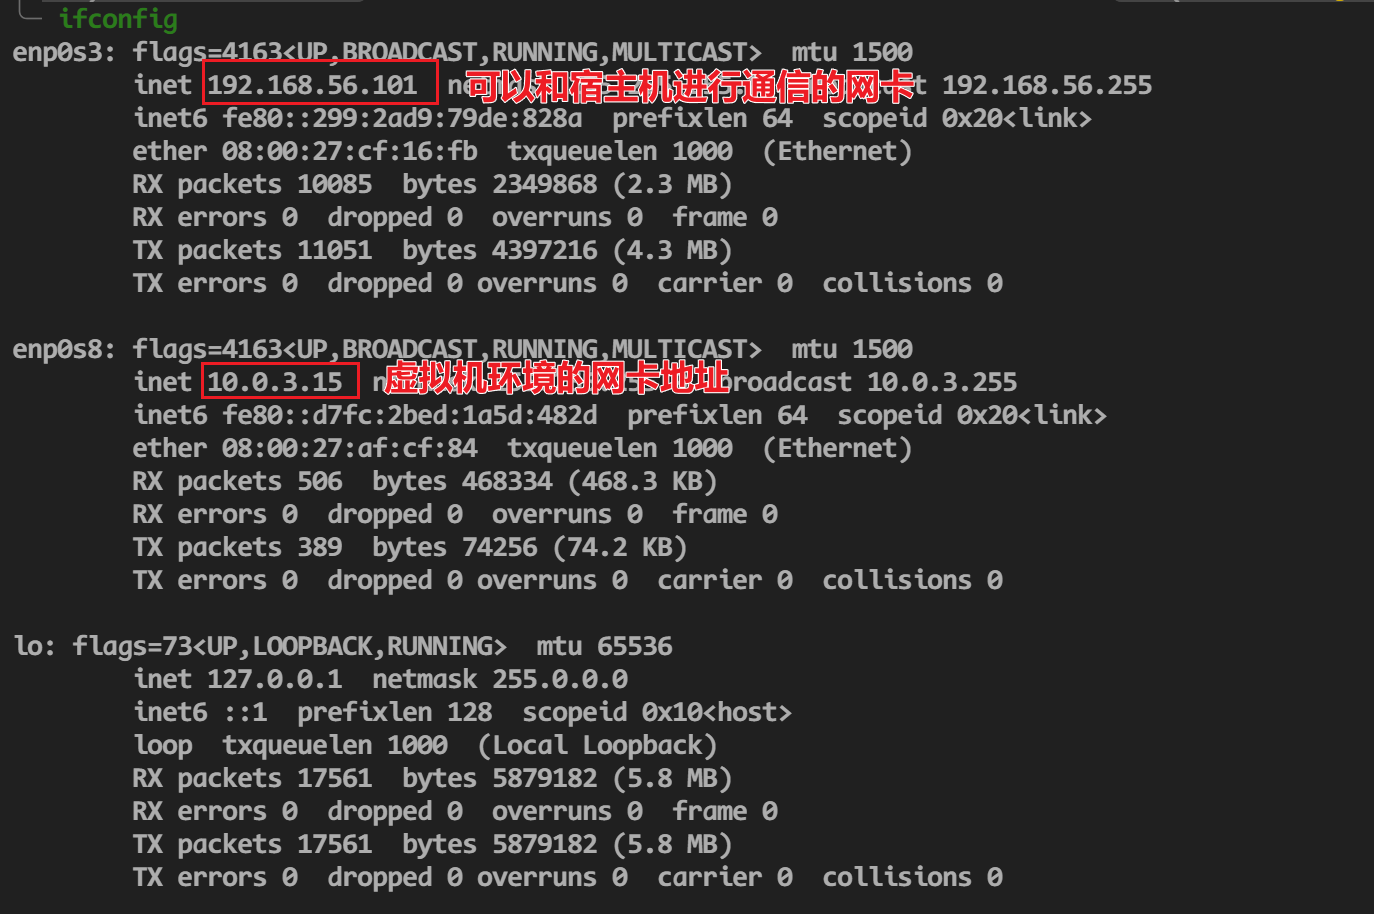 ifconfig
enp0s3: flags=4163<UP,BROADCAST,RUNNING,MULTICAST>  mtu 1500
inet 192.168.56.101 可以和宿主机进行通信的网卡 192.168.56.255
inet6 fe80::299:2ad9:79de:828a  prefixlen 64  scopeid 0x20<link>
ether 08:00:27:cf:16:fb  txqueuelen 1000  (Ethernet)
RX packets 10085  bytes 2349868 (2.3 MB)
RX errors 0  dropped 0  overruns 0  frame 0
TX packets 11051  bytes 4397216 (4.3 MB)
TX errors 0  dropped 0 overruns 0  carrier 0  collisions 0
enp0s8: flags=4163<UP,BROADCAST,RUNNING,MULTICAST>  mtu 1500
inet 10.0.3.15 虚拟机环境的网卡地址 broadcast 10.0.3.255
inet6 fe80::d7fc:2bed:1a5d:482d  prefixlen 64  scopeid 0x20<link>
ether 08:00:27:af:cf:84  txqueuelen 1000  (Ethernet)
RX packets 506  bytes 468334 (468.3 KB)
RX errors 0  dropped 0  overruns 0  frame 0
TX packets 389  bytes 74256 (74.2 KB)
TX errors 0  dropped 0 overruns 0  carrier 0  collisions 0
lo: flags=73<UP,LOOPBACK,RUNNING>  mtu 65536
inet 127.0.0.1  netmask 255.0.0.0
inet6 ::1  prefixlen 128  scopeid 0x10<host>
loop  txqueuelen 1000  (Local Loopback)
RX packets 17561  bytes 5879182 (5.8 MB)
RX errors 0  dropped 0  overruns 0  frame 0
TX packets 17561  bytes 5879182 (5.8 MB)
TX errors 0  dropped 0 overruns 0  carrier 0  collisions 0